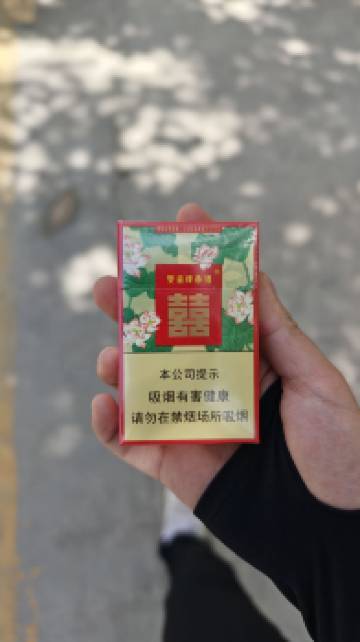 囍
本公司提示
吸烟有害健康
请勿在禁烟场所吸烟